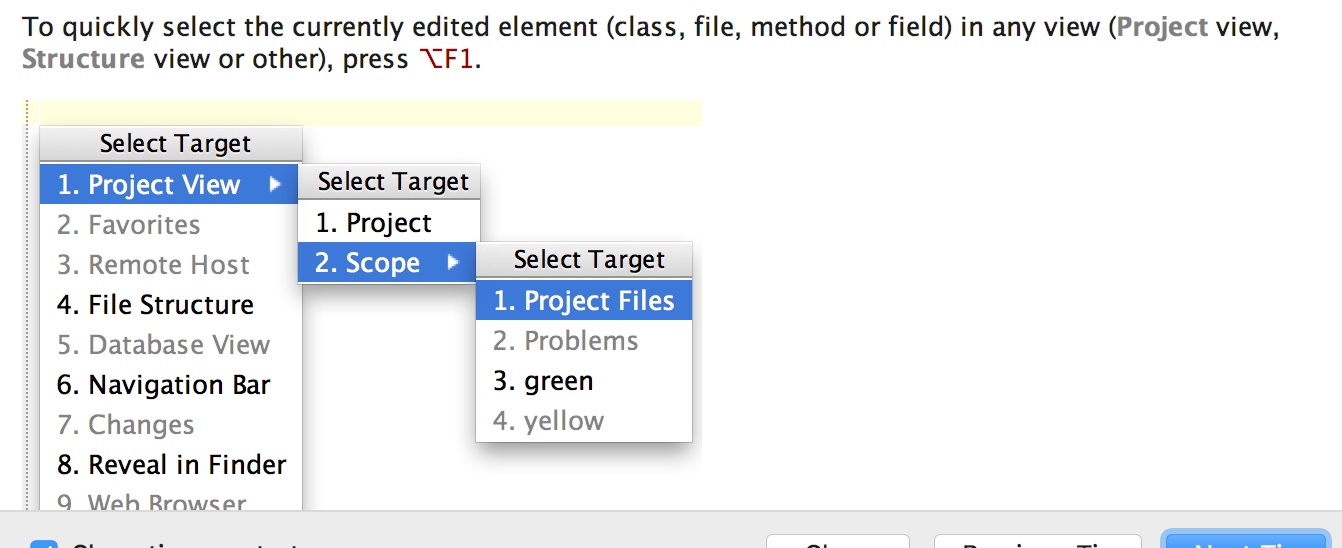 To quickly select the currently edited element (class, file, method or field) in any view (Project view,
Structure view or other), press ⌥F1.
Select Target
1. Project View
2. Favorites
3. Remote Host
4. File Structure
5. Database View
6. Navigation Bar
7. Changes
8. Reveal in Finder
9. Web Browser
Select Target
1. Project
2. Scope
Select Target
1. Project Files
2. Problems
3. green
4. yellow